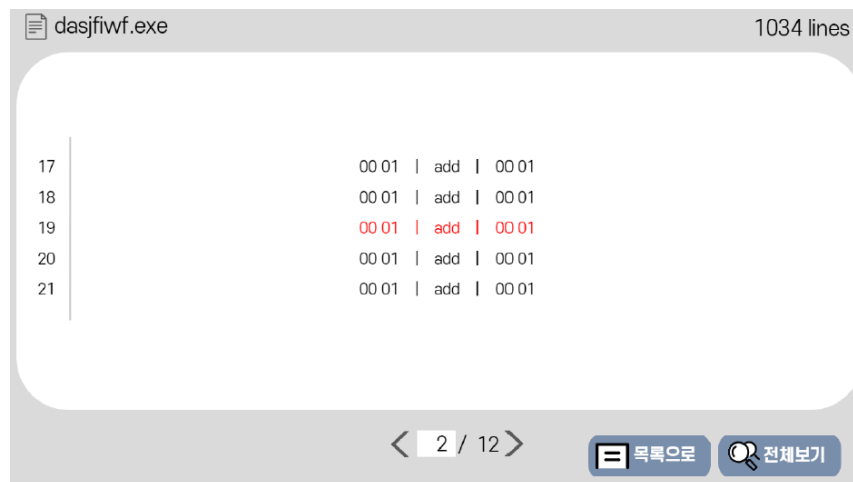 dasjfiwf.exe 1034 lines
17 00 01 | add | 00 01
18 00 01 | add | 00 01
19 00 01 | add | 00 01
20 00 01 | add | 00 01
21 00 01 | add | 00 01
2 / 12
목록으로 전체보기